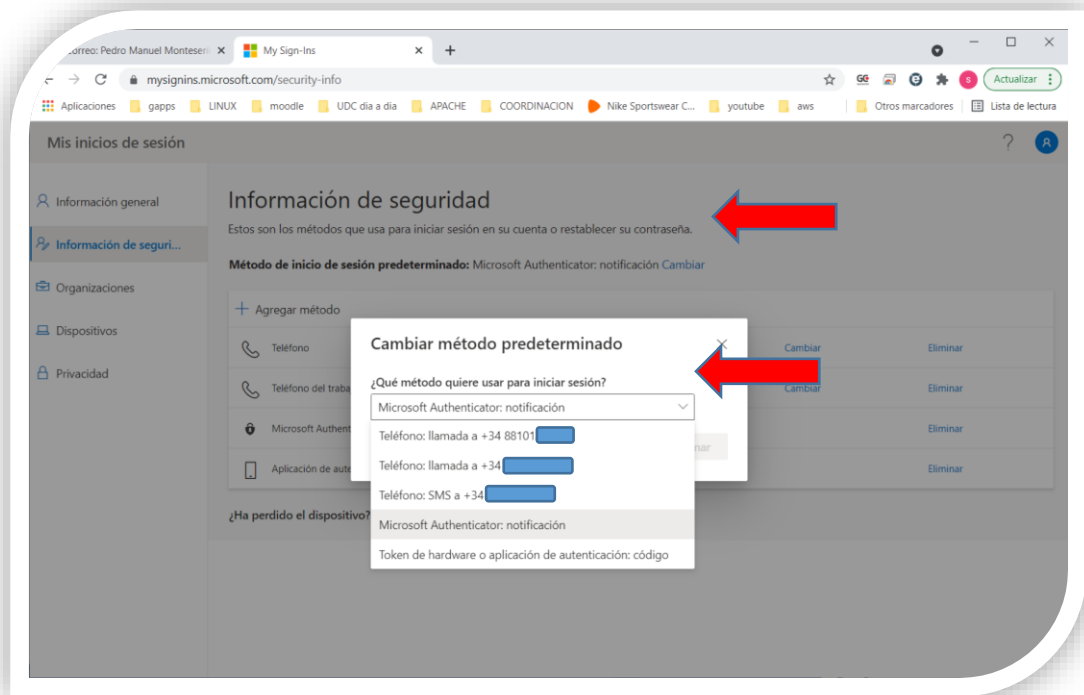 orreo: Pedro Manuel Monteseri
My Sign-Ins
mysignins.microsoft.com/security-info
GG
S
Actualizar
Aplicaciones gapps LINUX moodle UDC dia a dia APACHE COORDINACION Nike Sportswear C... youtube aws Otros marcadores Lista de lectura
Mis inicios de sesión
? R
Información general
Información de seguri...
Organizaciones
Dispositivos
Privacidad
Información de seguridad
Estos son los métodos que usa para iniciar sesión en su cuenta o restablecer su contraseña.
Método de inicio de sesión predeterminado: Microsoft Authenticator: notificación Cambiar
+ Agregar método
Teléfono Cambiar Eliminar
Teléfono del traba Cambiar Eliminar
Microsoft Authent Eliminar
Aplicación de aute Eliminar
¿Ha perdido el dispositivo?
Cambiar método predeterminado
¿Qué método quiere usar para iniciar sesión?
Microsoft Authenticator: notificación
Teléfono: llamada a +34 88101
Teléfono: llamada a +34
Teléfono: SMS a +34
Microsoft Authenticator: notificación
Token de hardware o aplicación de autenticación: código
nar